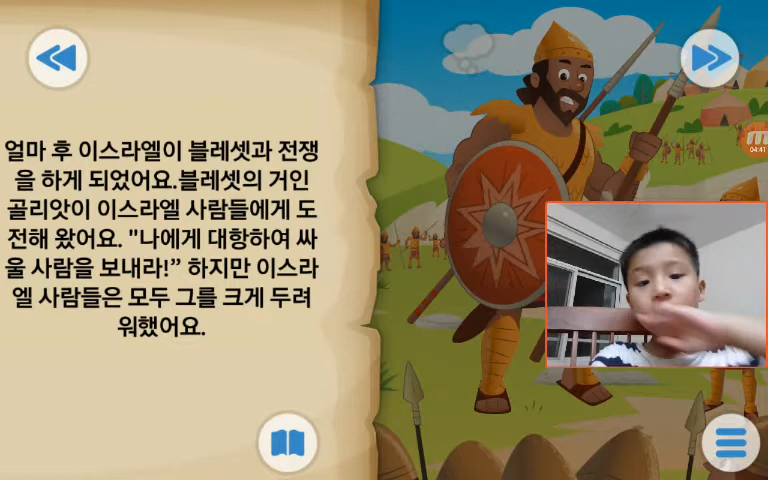 얼마 후 이스라엘이 블레셋과 전쟁
을 하게 되었어요.블레셋의 거인
골리앗이 이스라엘 사람들에게 도
전해 왔어요. "나에게 대항하여 싸
울 사람을 보내라!” 하지만 이스라
엘 사람들은 모두 그를 크게 두려
워했어요.
04:41